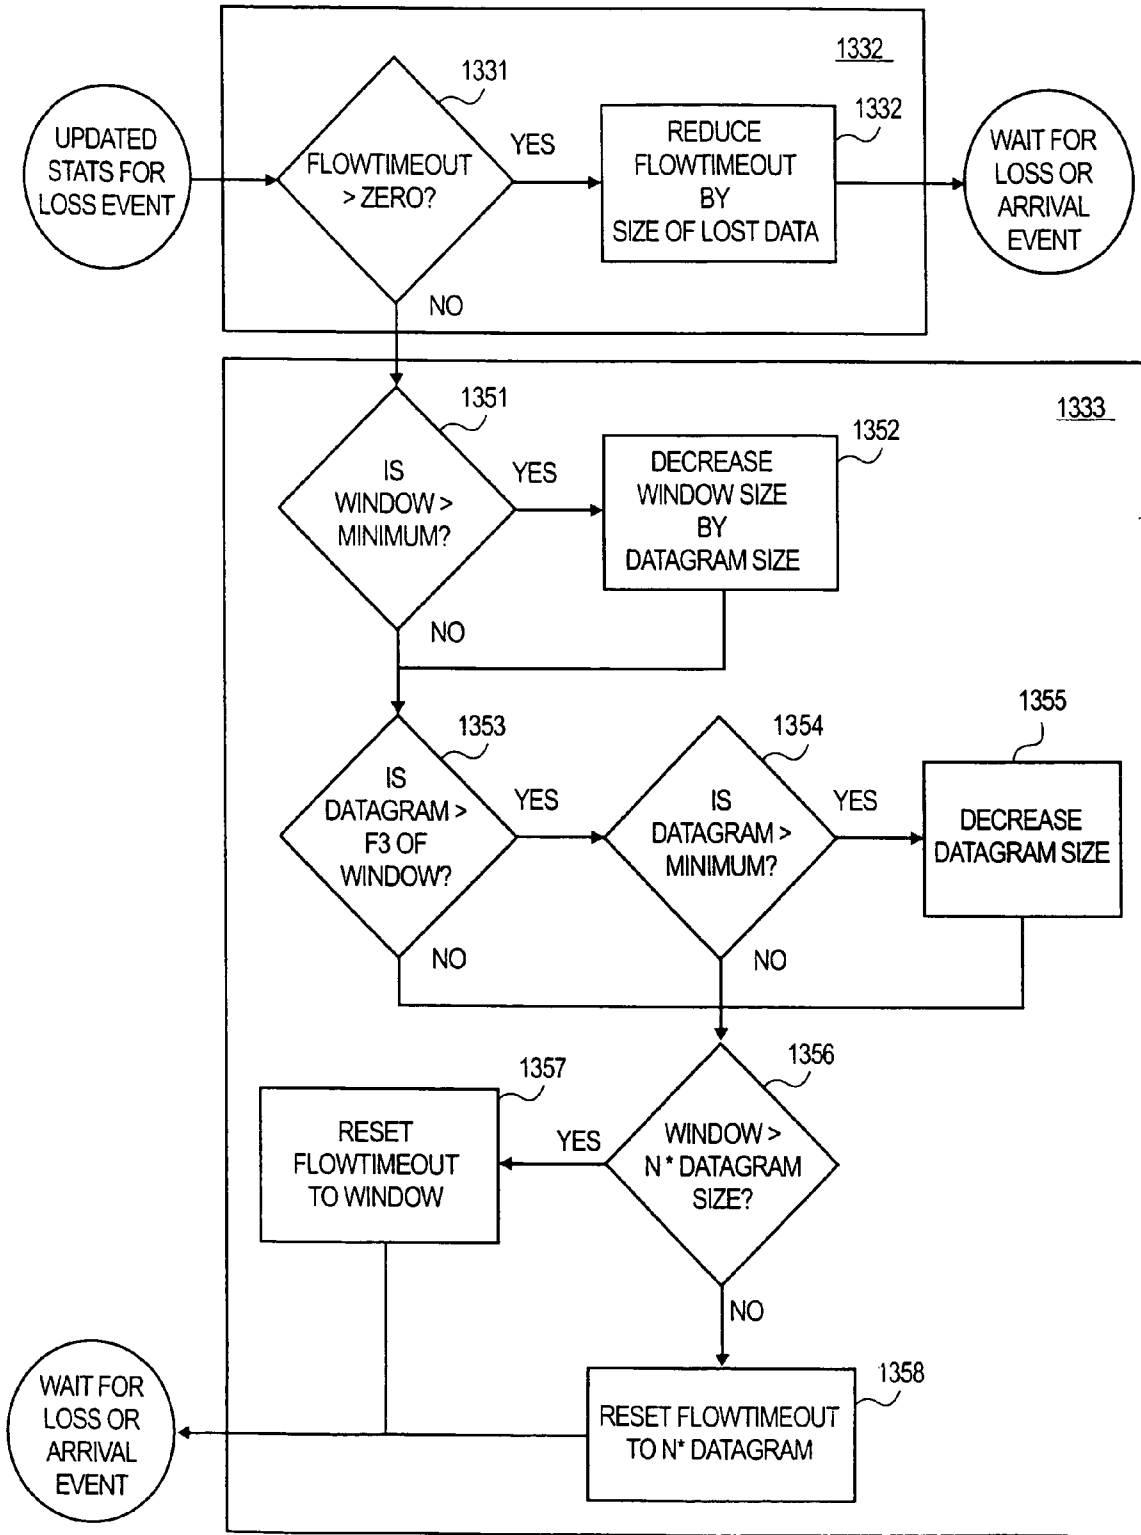 1332
1331
UPDATED
STATS FOR
LOSS EVENT
FLOWTIMEOUT
> ZERO?
YES
1332
REDUCE
FLOWTIMEOUT
BY
SIZE OF LOST DATA
WAIT FOR
LOSS OR
ARRIVAL
EVENT
NO
1333
1351
IS
WINDOW >
MINIMUM?
YES
1352
DECREASE
WINDOW SIZE
BY
DATAGRAM SIZE
NO
1353
IS
DATAGRAM >
F3 OF
WINDOW?
YES
1354
IS
DATAGRAM >
MINIMUM?
YES
1355
DECREASE
DATAGRAM SIZE
NO
NO
1356
WINDOW >
N * DATAGRAM
SIZE?
YES
1357
RESET
FLOWTIMEOUT
TO WINDOW
NO
1358
RESET FLOWTIMEOUT
TO N* DATAGRAM
WAIT FOR
LOSS OR
ARRIVAL
EVENT